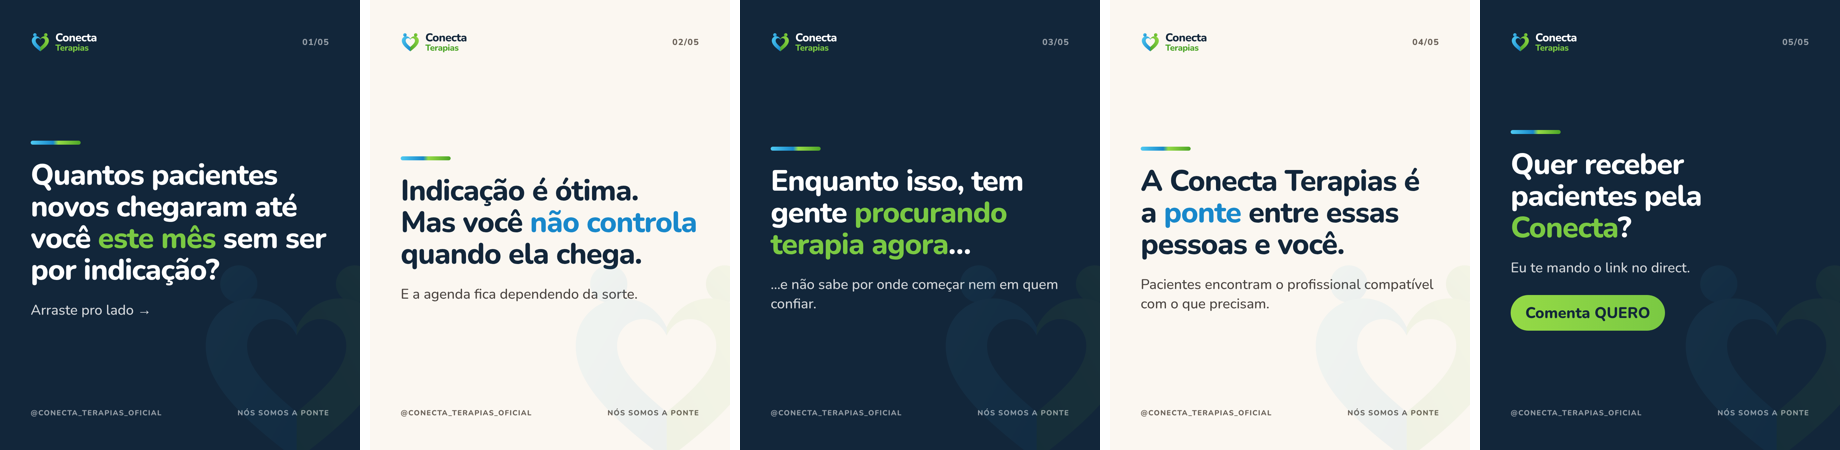 Conecta
Terapias
01/05
Quantos pacientes
novos chegaram até
você este mês sem ser
por indicação?
Arraste pro lado →
@CONECTA_TERAPIAS_OFICIAL
NÓS SOMOS A PONTE
Conecta
Terapias
02/05
Indicação é ótima.
Mas você não controla
quando ela chega.
E a agenda fica dependendo da sorte.
@CONECTA_TERAPIAS_OFICIAL
NÓS SOMOS A PONTE
Conecta
Terapias
03/05
Enquanto isso, tem
gente procurando
terapia agora...
...e não sabe por onde começar nem em quem
confiar.
@CONECTA_TERAPIAS_OFICIAL
NÓS SOMOS A PONTE
Conecta
Terapias
04/05
A Conecta Terapias é
a ponte entre essas
pessoas e você.
Pacientes encontram o profissional compatível
com o que precisam.
@CONECTA_TERAPIAS_OFICIAL
NÓS SOMOS A PONTE
Conecta
Terapias
05/05
Quer receber
pacientes pela
Conecta?
Eu te mando o link no direct.
Comenta QUERO
@CONECTA_TERAPIAS_OFICIAL
NÓS SOMOS A PONTE